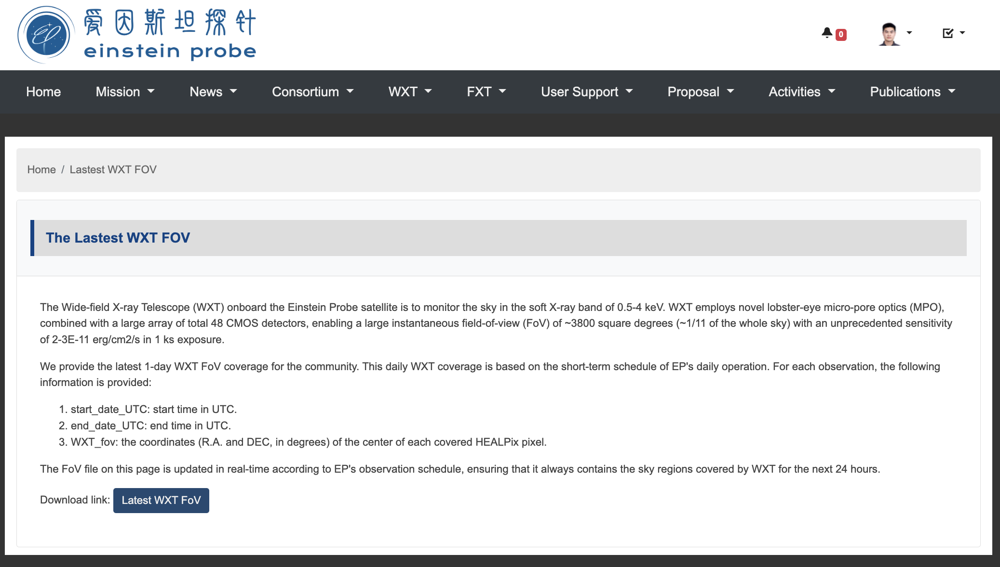 爱因斯坦探针
einstein probe
0
Home Mission News Consortium WXT FXT User Support Proposal Activities Publications
Home / Lastest WXT FOV
The Lastest WXT FOV
The Wide-field X-ray Telescope (WXT) onboard the Einstein Probe satellite is to monitor the sky in the soft X-ray band of 0.5-4 keV. WXT employs novel lobster-eye micro-pore optics (MPO),
combined with a large array of total 48 CMOS detectors, enabling a large instantaneous field-of-view (FoV) of ~3800 square degrees (~1/11 of the whole sky) with an unprecedented sensitivity
of 2-3E-11 erg/cm2/s in 1 ks exposure.
We provide the latest 1-day WXT FoV coverage for the community. This daily WXT coverage is based on the short-term schedule of EP's daily operation. For each observation, the following
information is provided:
1. start_date_UTC: start time in UTC.
2. end_date_UTC: end time in UTC.
3. WXT_fov: the coordinates (R.A. and DEC, in degrees) of the center of each covered HEALPix pixel.
The FoV file on this page is updated in real-time according to EP's observation schedule, ensuring that it always contains the sky regions covered by WXT for the next 24 hours.
Download link: Latest WXT FoV